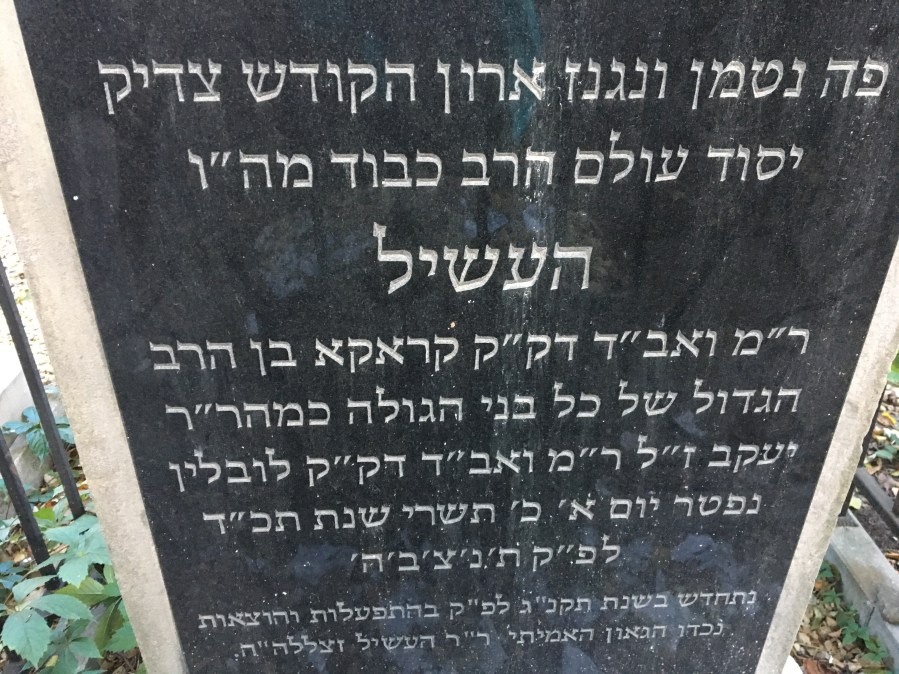 פה נטמן ונגנז ארון הקודש צדיק
יסוד עולם הרב כבוד מה״ו
העשיל
ר״מ ואב״ד דק״ק קראקא בן הרב
הגדול של כל בני הגולה כמהר״ר
יעקב ז״ל ר״מ ואב״ד דק״ק לובלין
נפטר יום א׳ כ׳ תשרי שנת תכ״ד
לפ״ק ת׳נ׳צ׳ב׳ה׳
נתחדש בשנת תקנ״ג לפ״ק בהתפעלות והוצאות
נכדו הגאון האמיתי׳ ר״ר העשיל זצללה״ה.